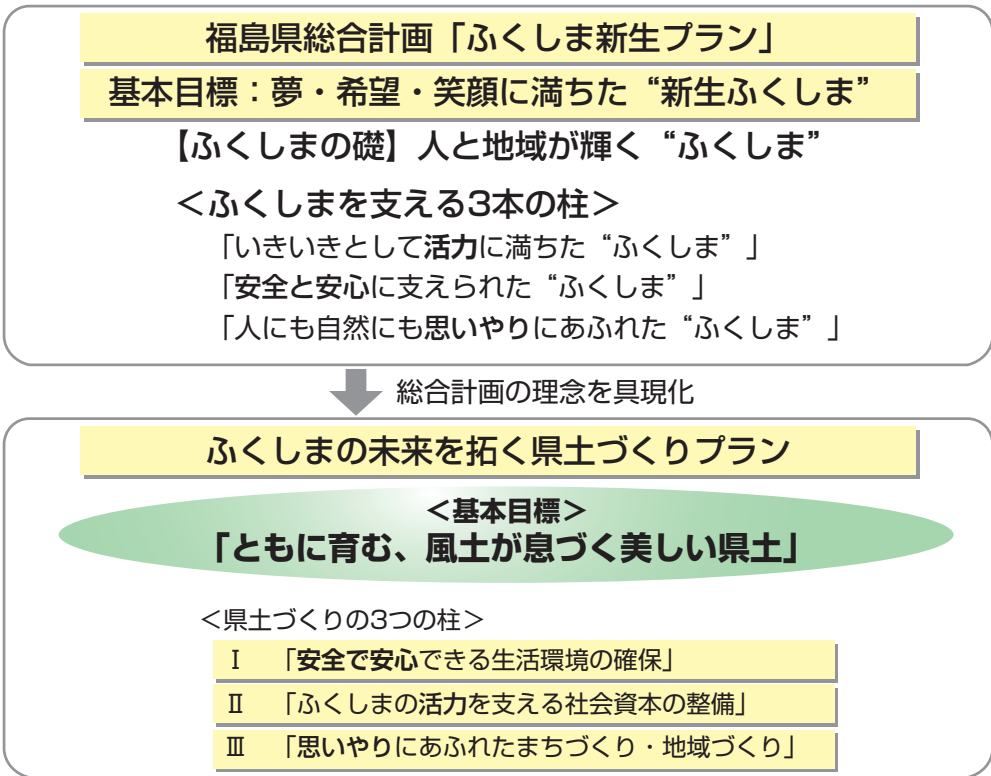 福島県総合計画「ふくしま新生プラン」
基本目標：夢・希望・笑顔に満ちた“新生ふくしま”
【ふくしまの礎】人と地域が輝く“ふくしま”
＜ふくしまを支える3本の柱＞
「いきいきとして活力に満ちた“ふくしま”」
「安全と安心に支えられた“ふくしま”」
「人にも自然にも思いやりにあふれた“ふくしま”」
総合計画の理念を具現化
ふくしまの未来を拓く県土づくりプラン
＜基本目標＞
「ともに育む、風土が息づく美しい県土」
＜県土づくりの3つの柱＞
Ⅰ 「安全で安心できる生活環境の確保」
Ⅱ 「ふくしまの活力を支える社会資本の整備」
Ⅲ 「思いやりにあふれたまちづくり・地域づくり」